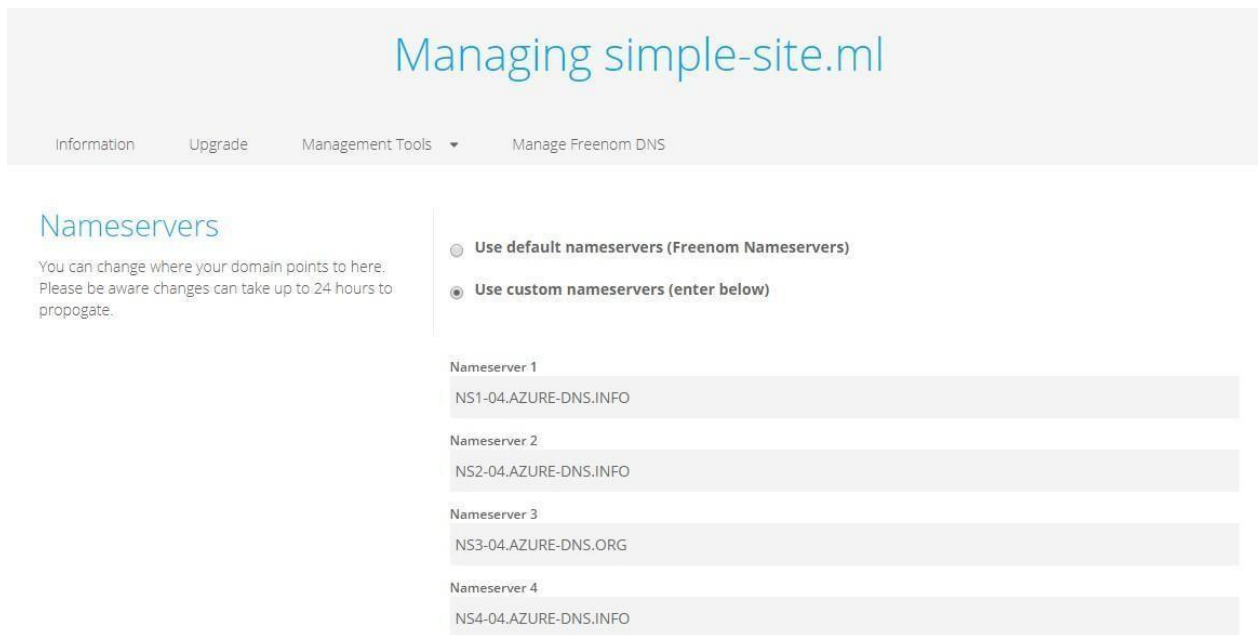 Managing simple-site.ml
Information Upgrade Management Tools Manage Freenom DNS
Nameservers
You can change where your domain points to here.
Please be aware changes can take up to 24 hours to
propogate.
Use default nameservers (Freenom Nameservers)
Use custom nameservers (enter below)
Nameserver 1
NS1-04.AZURE-DNS.INFO
Nameserver 2
NS2-04.AZURE-DNS.INFO
Nameserver 3
NS3-04.AZURE-DNS.ORG
Nameserver 4
NS4-04.AZURE-DNS.INFO